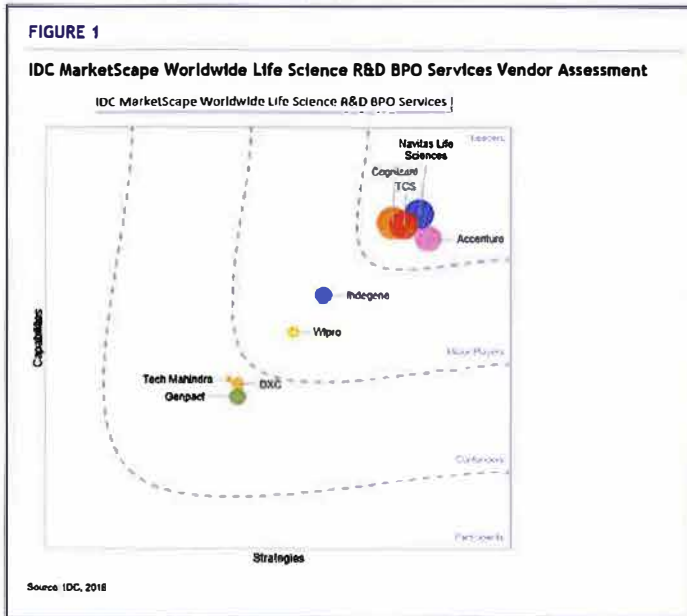 FIGURE 1
IDC MarketScape Worldwide Life Science R&D BPO Services Vendor Assessment
IDC MarketScape Worldwide Life Science R&D BPO Services
Leaders
Navitas Life
Sciences
Cognizant
TCS
Accenture
Indegene
Wipro
Major Players
Tech Mahindra
DXC
Genpact
Contenders
Participants
Capabilities
Strategies
Source: IDC, 2018